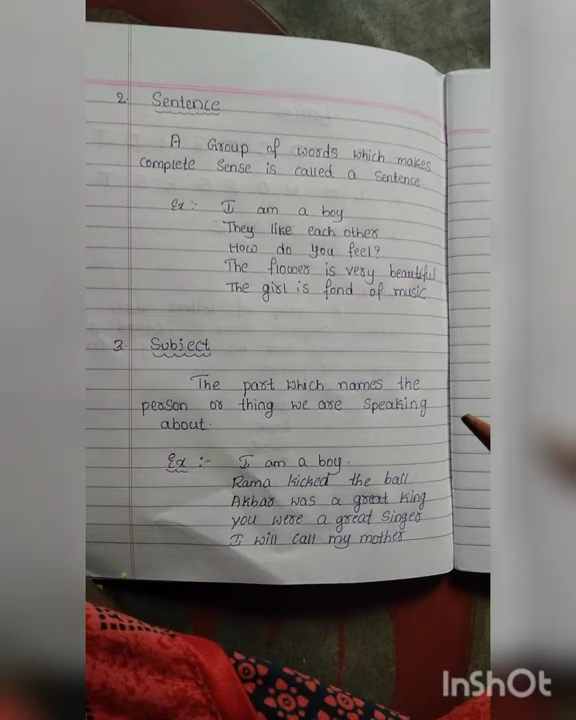 2. Sentence
A Group of words which makes
complete sense is called a sentence.
Ex:- I am a boy
They like each other
How do you feel?
The flower is very beautiful
The girl is fond of music
3. Subject
The part which names the
person or thing we are speaking
about.
Ex:- I am a boy.
Rama kicked the ball
Akbar was a great king
you were a great singer
I will call my mother
InShOt